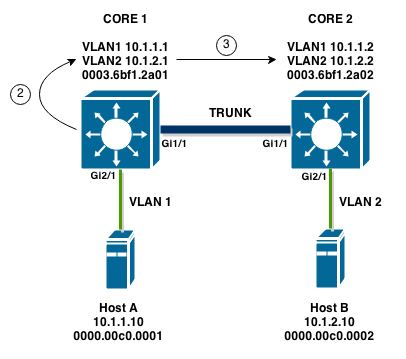 CORE 1
CORE 2
VLAN1 10.1.1.1
VLAN2 10.1.2.1
0003.6bf1.2a01
3
VLAN1 10.1.1.2
VLAN2 10.1.2.2
0003.6bf1.2a02
2
TRUNK
Gi1/1
Gi1/1
Gi2/1
Gi2/1
VLAN 1
VLAN 2
Host A
10.1.1.10
0000.00c0.0001
Host B
10.1.2.10
0000.00c0.0002